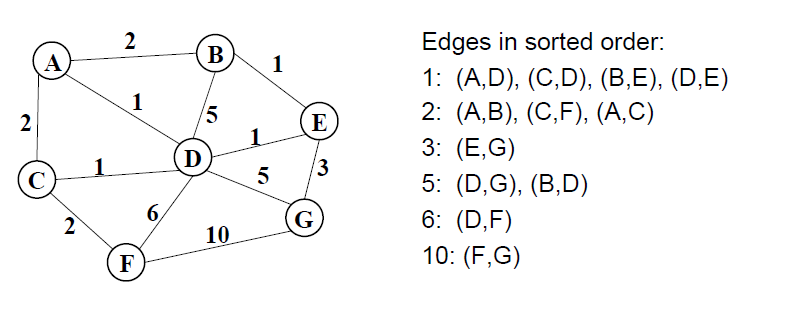 2
A
B
1
1
2
5
E
1
D
1
5
3
C
6
2
G
10
F
Edges in sorted order:
1: (A,D), (C,D), (B,E), (D,E)
2: (A,B), (C,F), (A,C)
3: (E,G)
5: (D,G), (B,D)
6: (D,F)
10: (F,G)